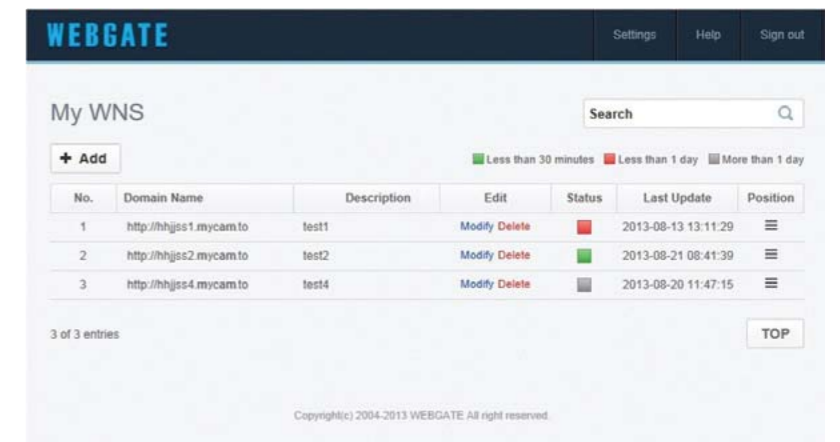 WEBGATE
Settings Help Sign out
My WNS
Search
+ Add
Less than 30 minutes Less than 1 day More than 1 day
No. Domain Name Description Edit Status Last Update Position
1 http://hhjjss1.mycam.to test1 Modify Delete 2013-08-13 13:11:29
2 http://hhjjss2.mycam.to test2 Modify Delete 2013-08-21 08:41:39
3 http://hhjjss4.mycam.to test4 Modify Delete 2013-08-20 11:47:15
3 of 3 entries
TOP
Copyright(c) 2004-2013 WEBGATE All right reserved.